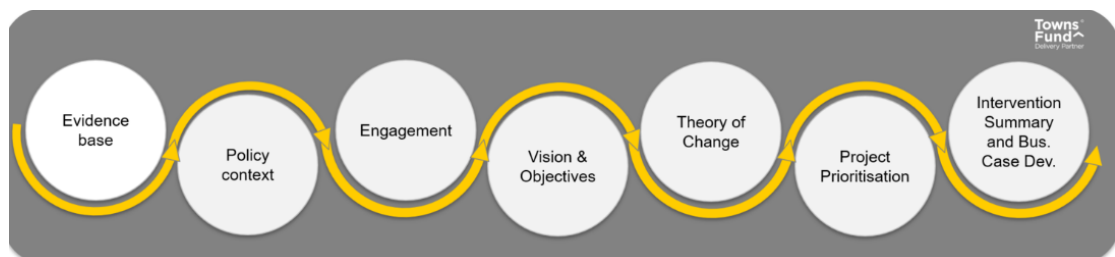 Towns
Fund
Delivery Partner
Evidence
base
Policy
context
Engagement
Vision &
Objectives
Theory of
Change
Project
Prioritisation
Intervention
Summary
and Bus.
Case Dev.